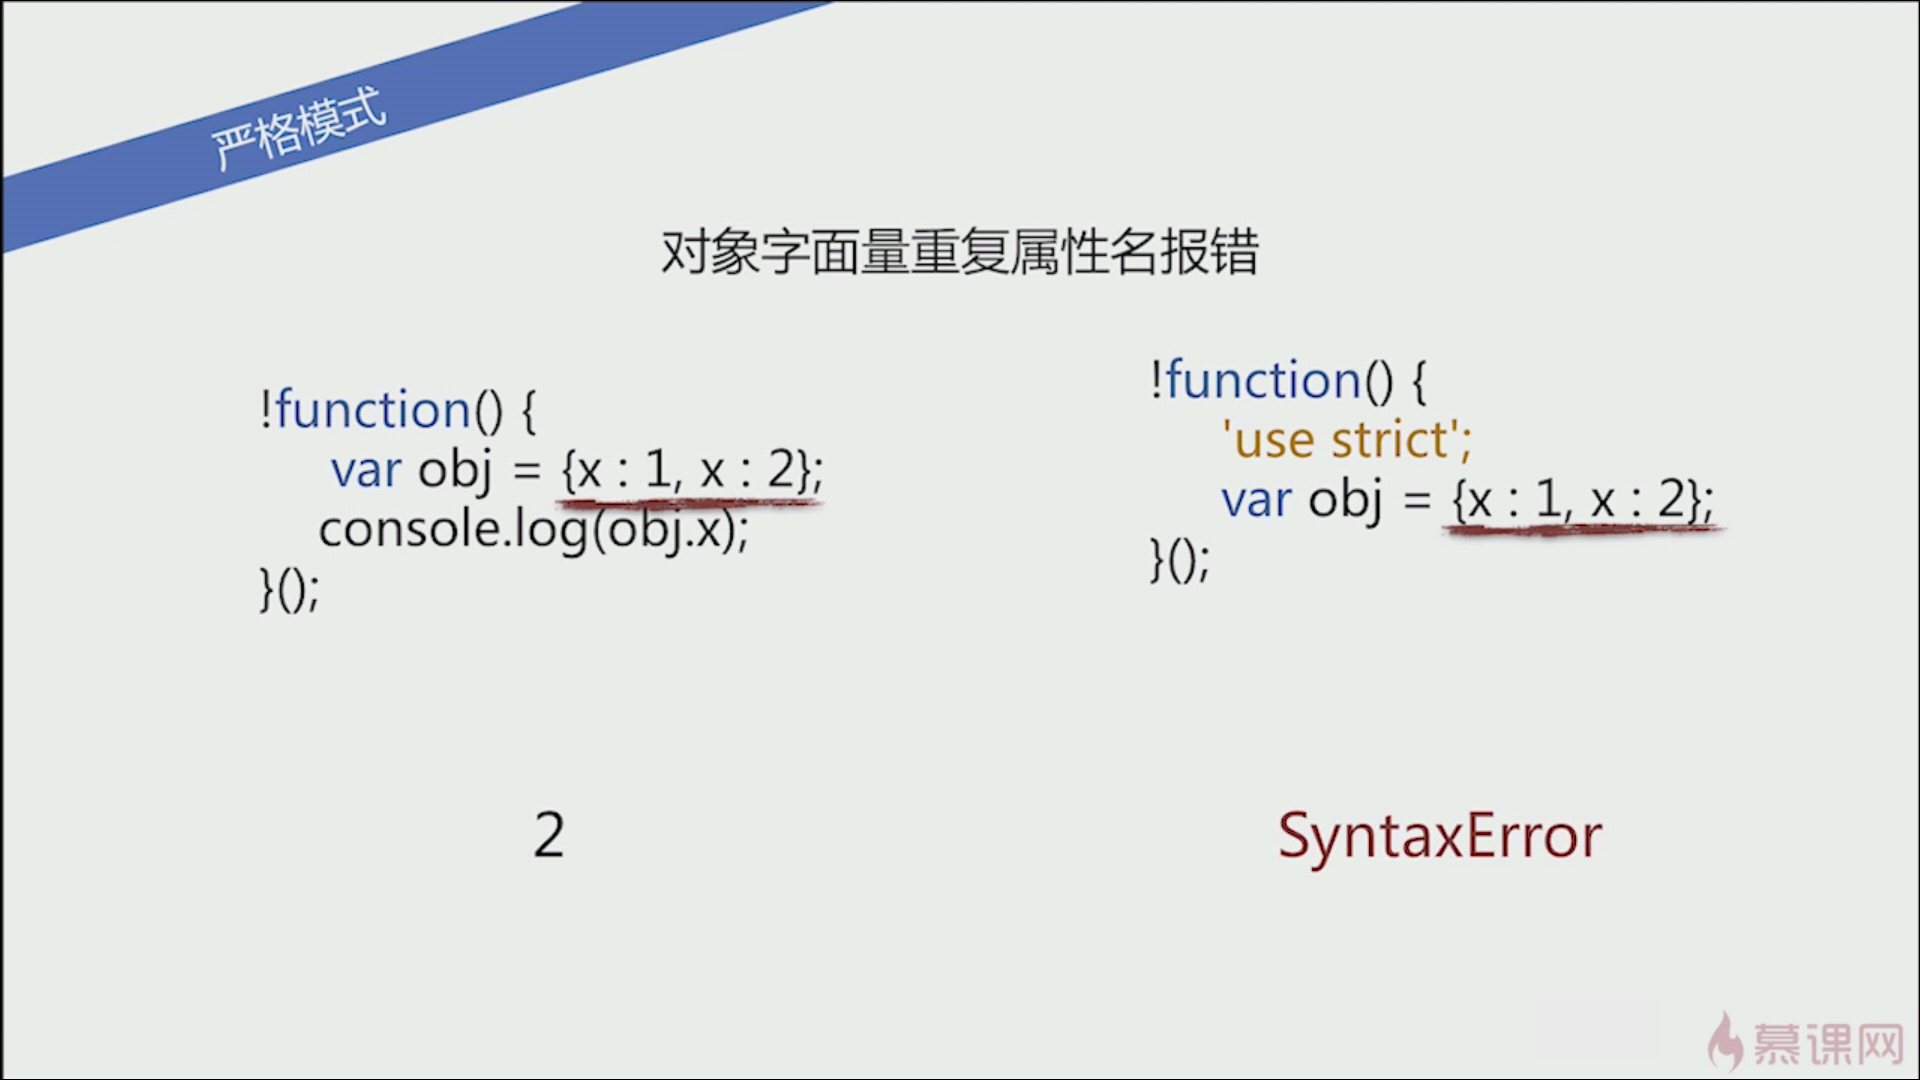 严格模式
对象字面量重复属性名报错
!function() {
var obj = {x : 1, x : 2};
console.log(obj.x);
}();
2
!function() {
'use strict';
var obj = {x : 1, x : 2};
}();
SyntaxError
慕课网